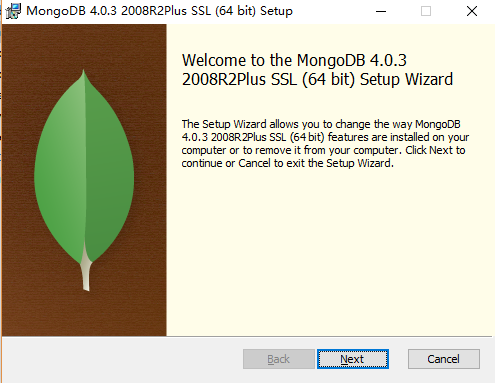 MongoDB 4.0.3 2008R2Plus SSL (64 bit) Setup
Welcome to the MongoDB 4.0.3
2008R2Plus SSL (64 bit) Setup Wizard
The Setup Wizard allows you to change the way MongoDB
4.0.3 2008R2Plus SSL (64 bit) features are installed on your
computer or to remove it from your computer. Click Next to
continue or Cancel to exit the Setup Wizard.
Back
Next
Cancel